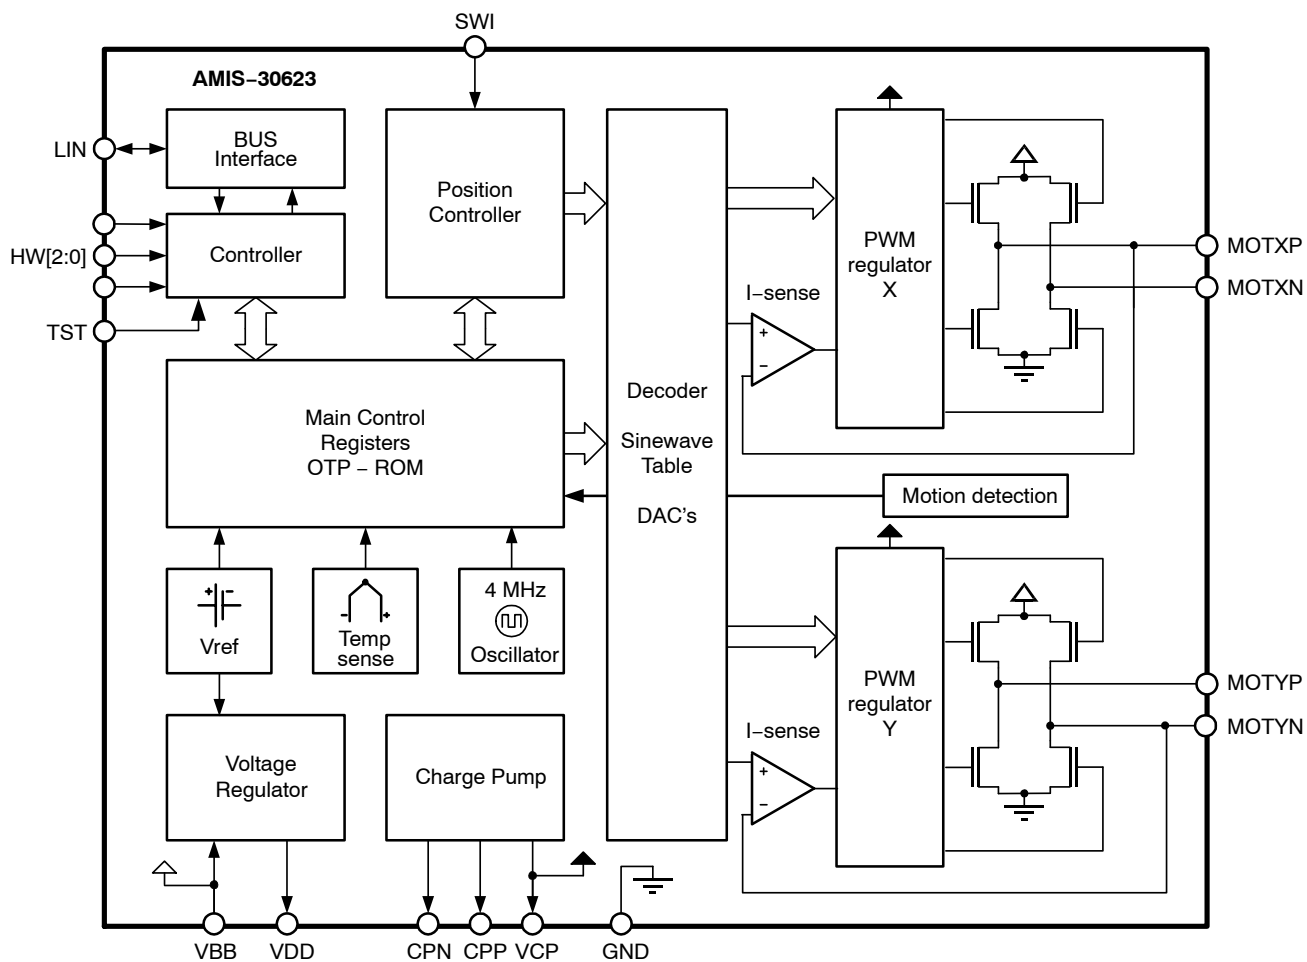 SWI
AMIS–30623
LIN
BUS
Interface
HW[2:0]
Controller
TST
Position
Controller
Main Control
Registers
OTP – ROM
+ –
Vref
– +
Temp
sense
4 MHz
Oscillator
Voltage
Regulator
Charge Pump
Decoder
Sinewave
Table
DAC's
I–sense
+
–
PWM
regulator
X
MOTXP
MOTXN
Motion detection
I–sense
+
–
PWM
regulator
Y
MOTYP
MOTYN
VBB
VDD
CPN
CPP
VCP
GND